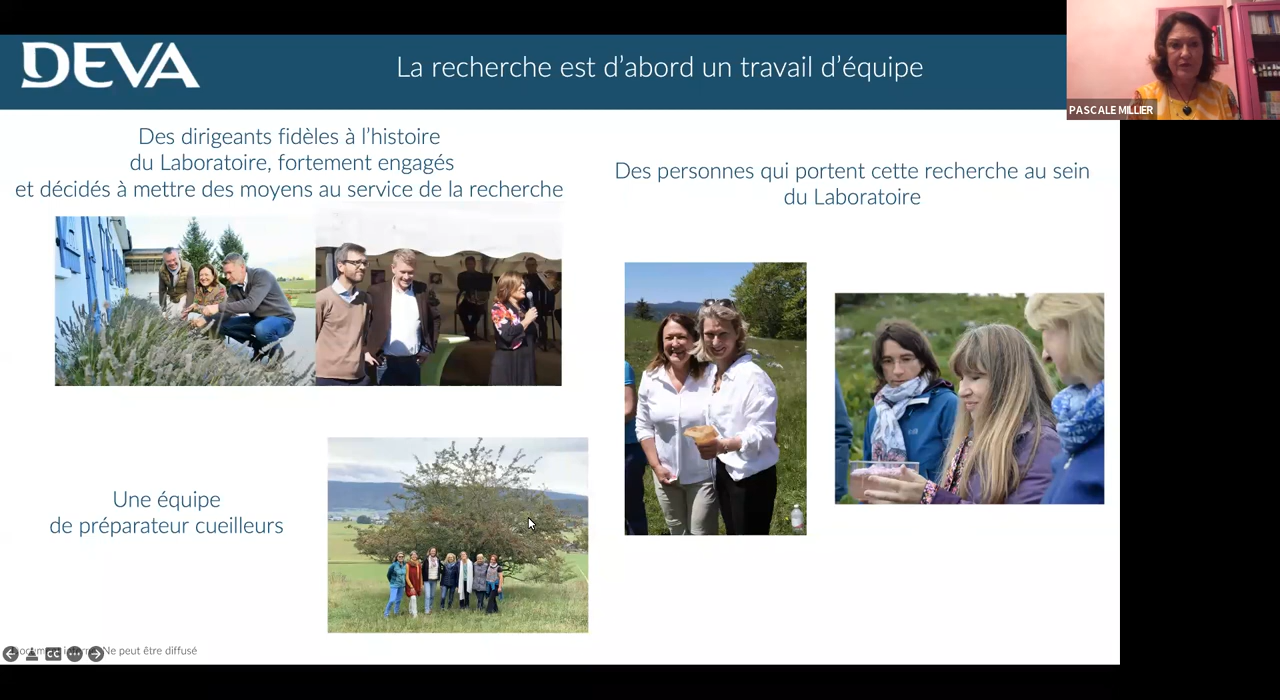 DEVA
La recherche est d’abord un travail d’équipe
PASCALE MILLIER
Des dirigeants fidèles à l’histoire
du Laboratoire, fortement engagés
et décidés à mettre des moyens au service de la recherche
Des personnes qui portent cette recherche au sein
du Laboratoire
Une équipe
de préparateur cueilleurs
Ne peut être diffusé